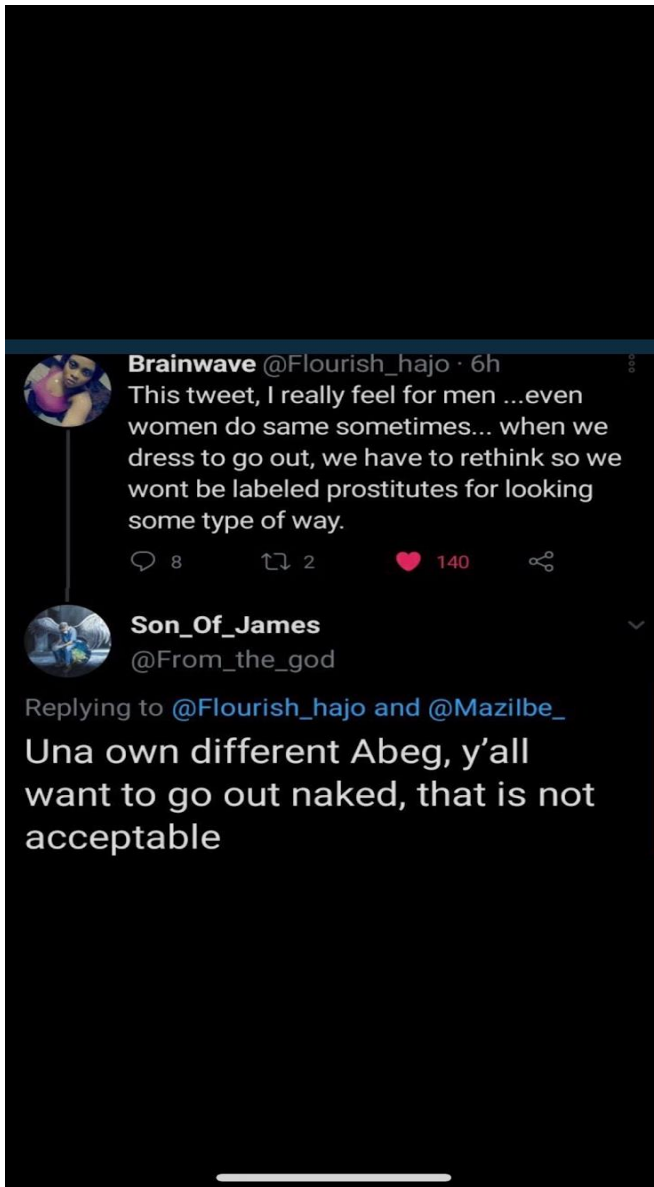 Brainwave @Flourish_hajo · 6h
This tweet, I really feel for men ...even
women do same sometimes... when we
dress to go out, we have to rethink so we
wont be labeled prostitutes for looking
some type of way.
8 2 140
Son_Of_James
@From_the_god
Replying to @Flourish_hajo and @MaziIbe_
Una own different Abeg, y’all
want to go out naked, that is not
acceptable